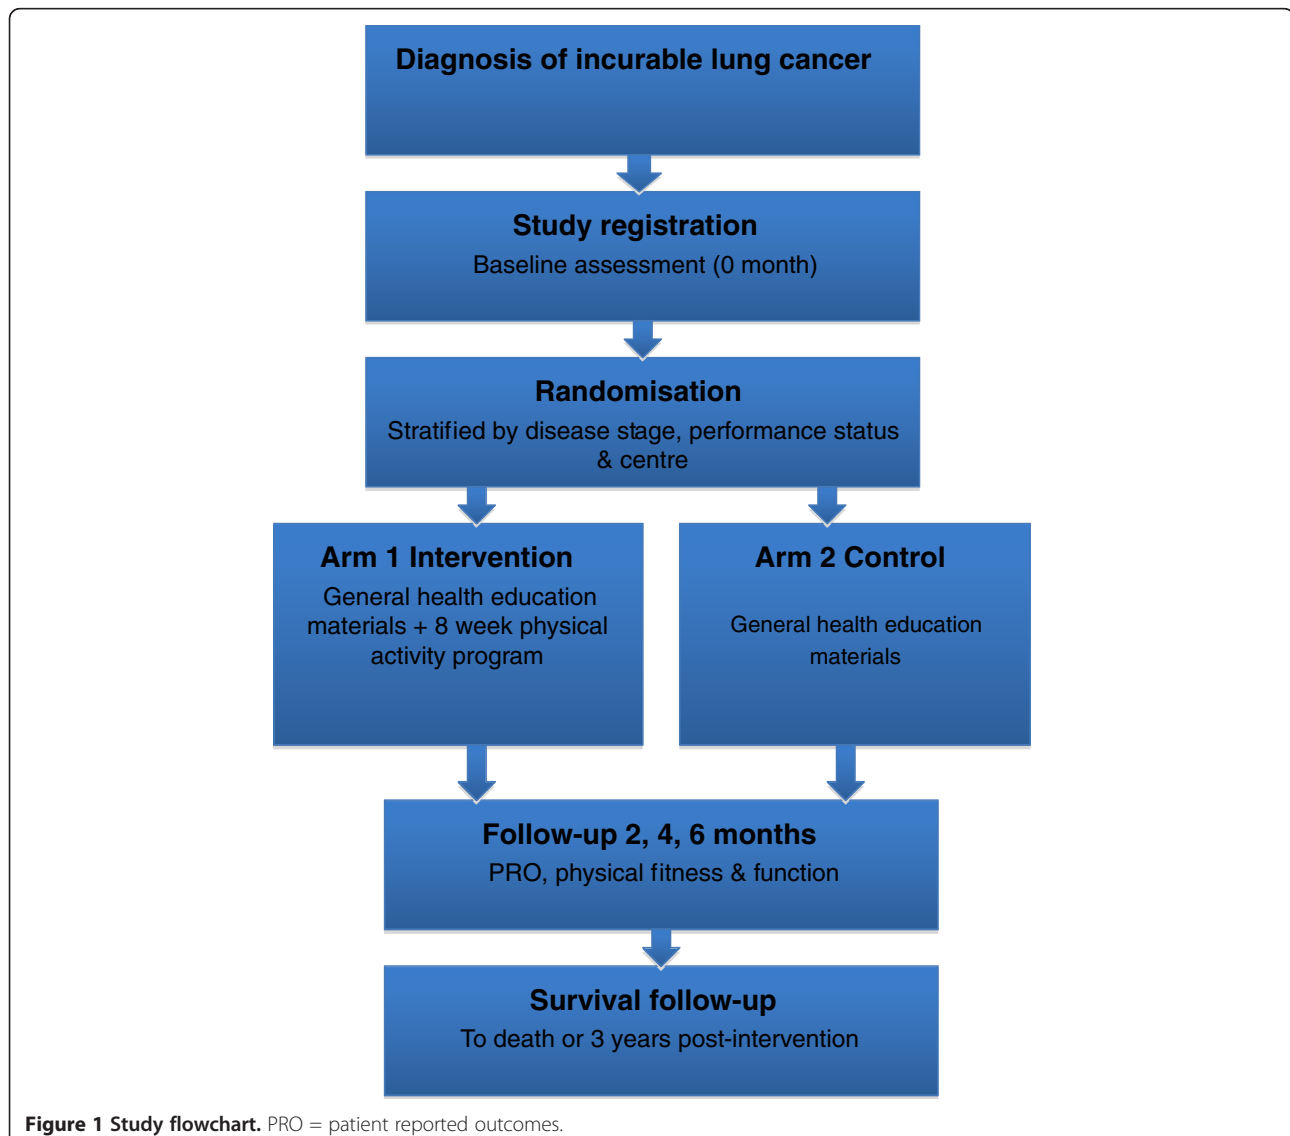 Diagnosis of incurable lung cancer
Study registration
Baseline assessment (0 month)
Randomisation
Stratified by disease stage, performance status
& centre
Arm 1 Intervention
General health education
materials + 8 week physical
activity program
Arm 2 Control
General health education
materials
Follow-up 2, 4, 6 months
PRO, physical fitness & function
Survival follow-up
To death or 3 years post-intervention
Figure 1 Study flowchart. PRO = patient reported outcomes.